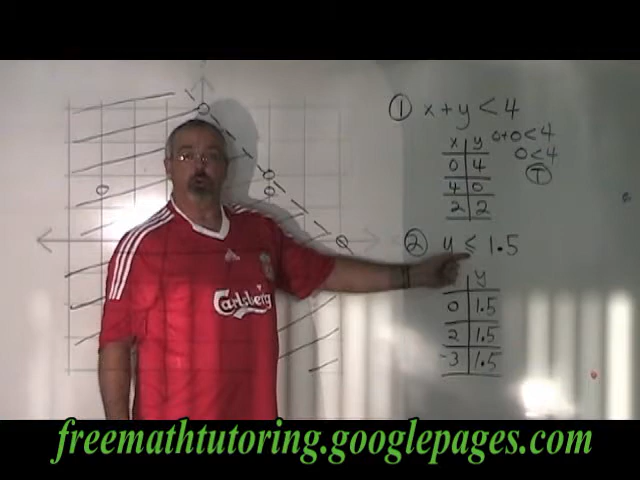 ① x + y < 4
x y 0+0<4
0 4 0<4
4 0 Ⓣ
2 2
② y ≤ 1.5
y
0 1.5
2 1.5
-3 1.5
Carlsberg
freemathtutoring.googlepages.com